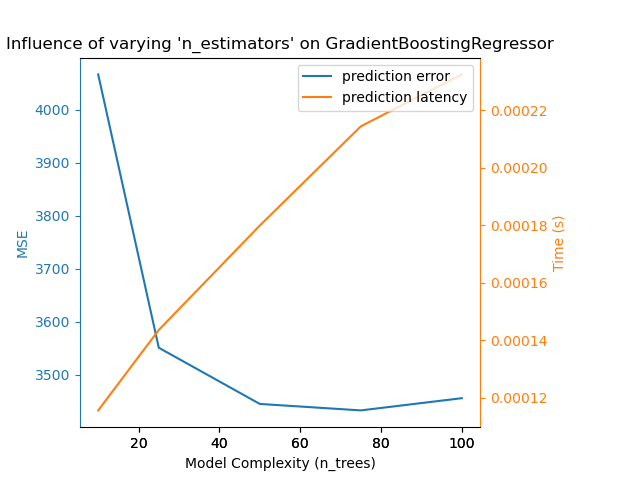 Influence of varying 'n_estimators' on GradientBoostingRegressor
prediction error
prediction latency
MSE
4000
3900
3800
3700
3600
3500
0.00022
0.00020
0.00018
0.00016
0.00014
0.00012
Time (s)
20 40 60 80 100
Model Complexity (n_trees)